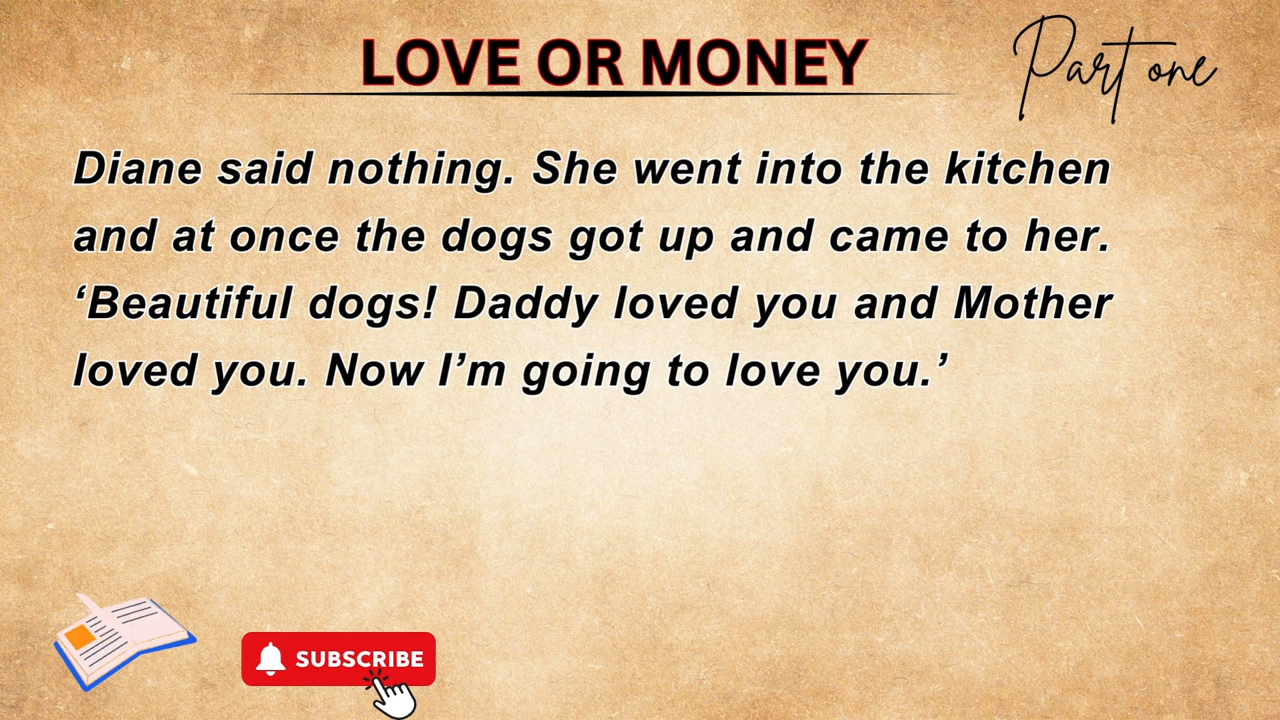 LOVE OR MONEY
Part one
Diane said nothing. She went into the kitchen
and at once the dogs got up and came to her.
‘Beautiful dogs! Daddy loved you and Mother
loved you. Now I’m going to love you.’
SUBSCRIBE